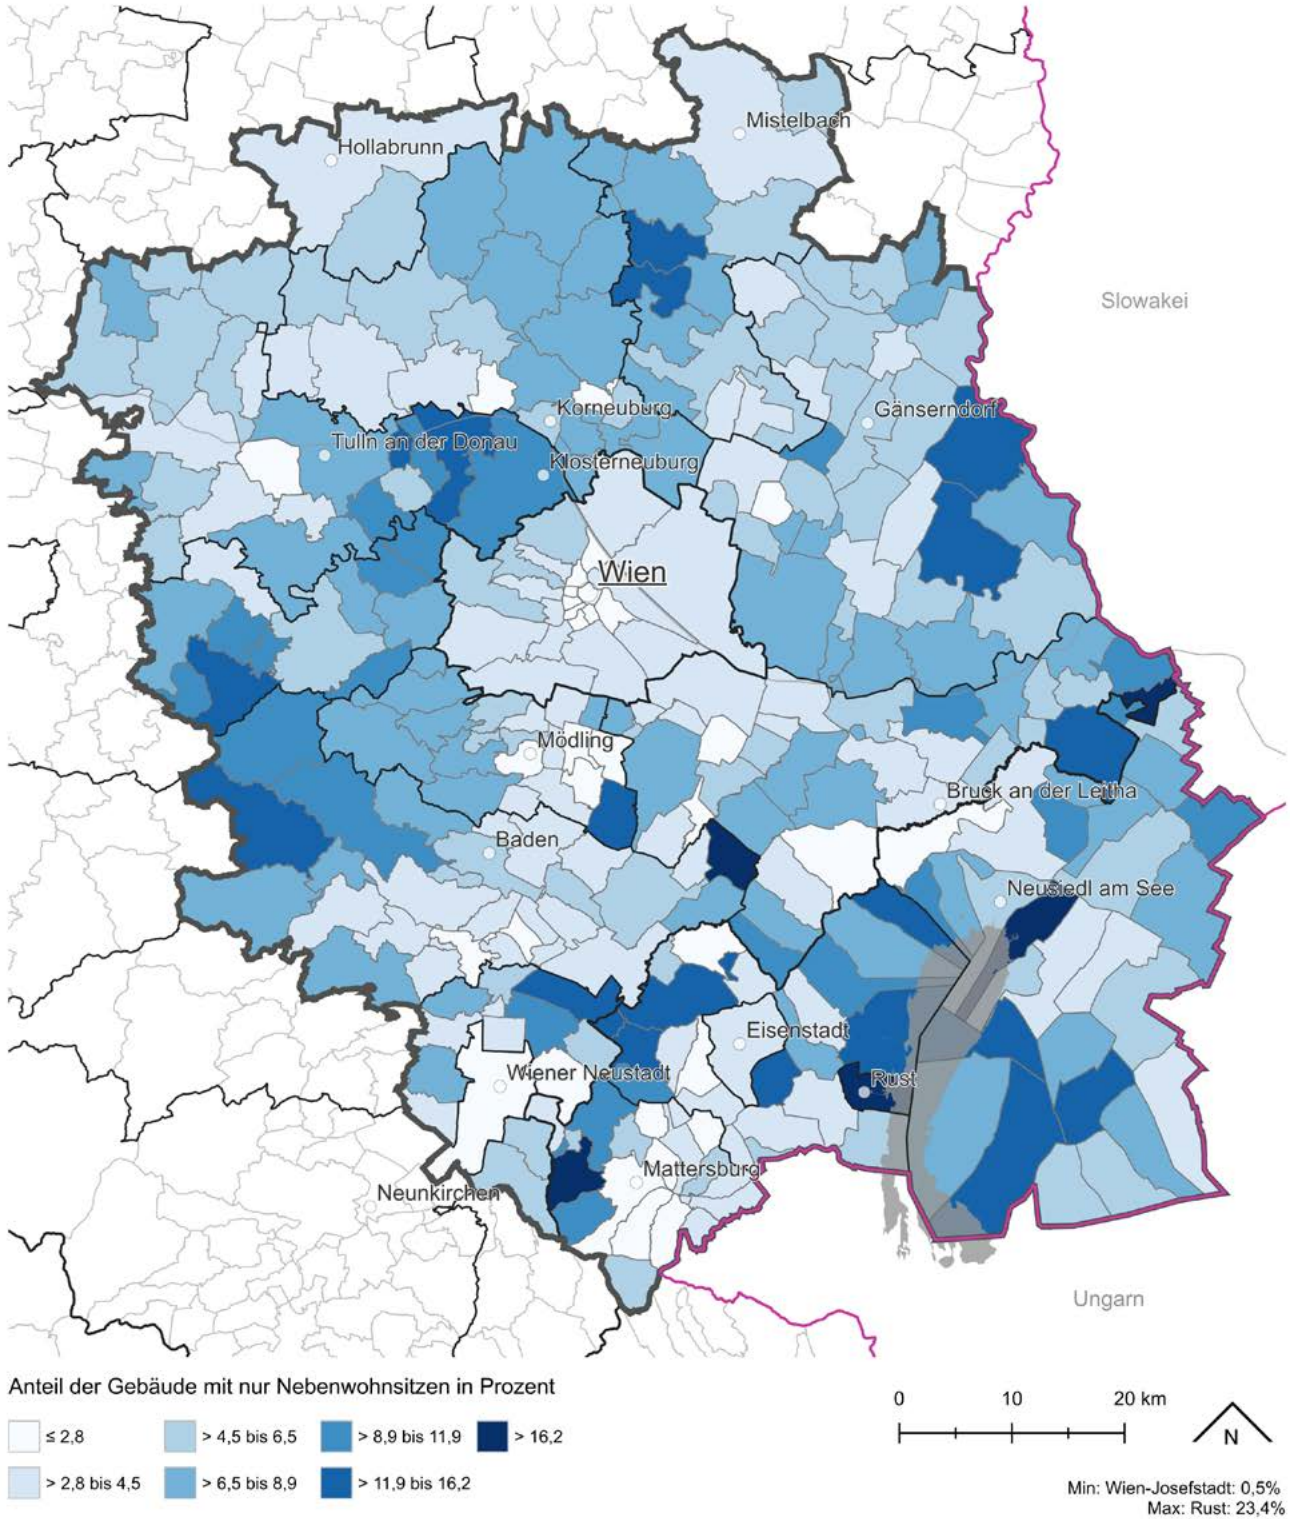 Mistelbach
Hollabrunn
Slowakei
Korneuburg
Gänserndorf
Tulln an der Donau
Klosterneuburg
Wien
Mödling
Bruck an der Leitha
Baden
Neusiedl am See
Eisenstadt
Wiener Neustadt
Rust
Mattersburg
Neunkirchen
Ungarn
Anteil der Gebäude mit nur Nebenwohnsitzen in Prozent
≤ 2,8
> 4,5 bis 6,5
> 8,9 bis 11,9
> 16,2
> 2,8 bis 4,5
> 6,5 bis 8,9
> 11,9 bis 16,2
0 10 20 km
N
Min: Wien-Josefstadt: 0,5%
Max: Rust: 23,4%